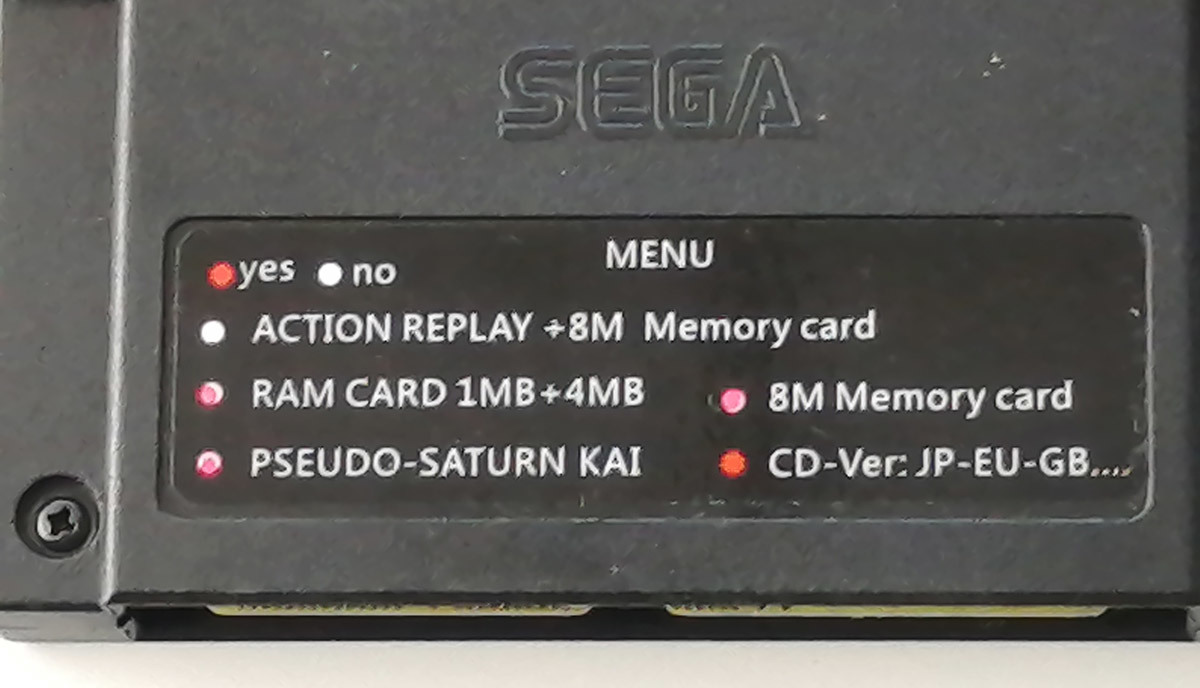 SEGA
MENU
yes no
ACTION REPLAY +8M Memory card
RAM CARD 1MB+4MB
8M Memory card
PSEUDO-SATURN KAI
CD-Ver: JP-EU-GB....